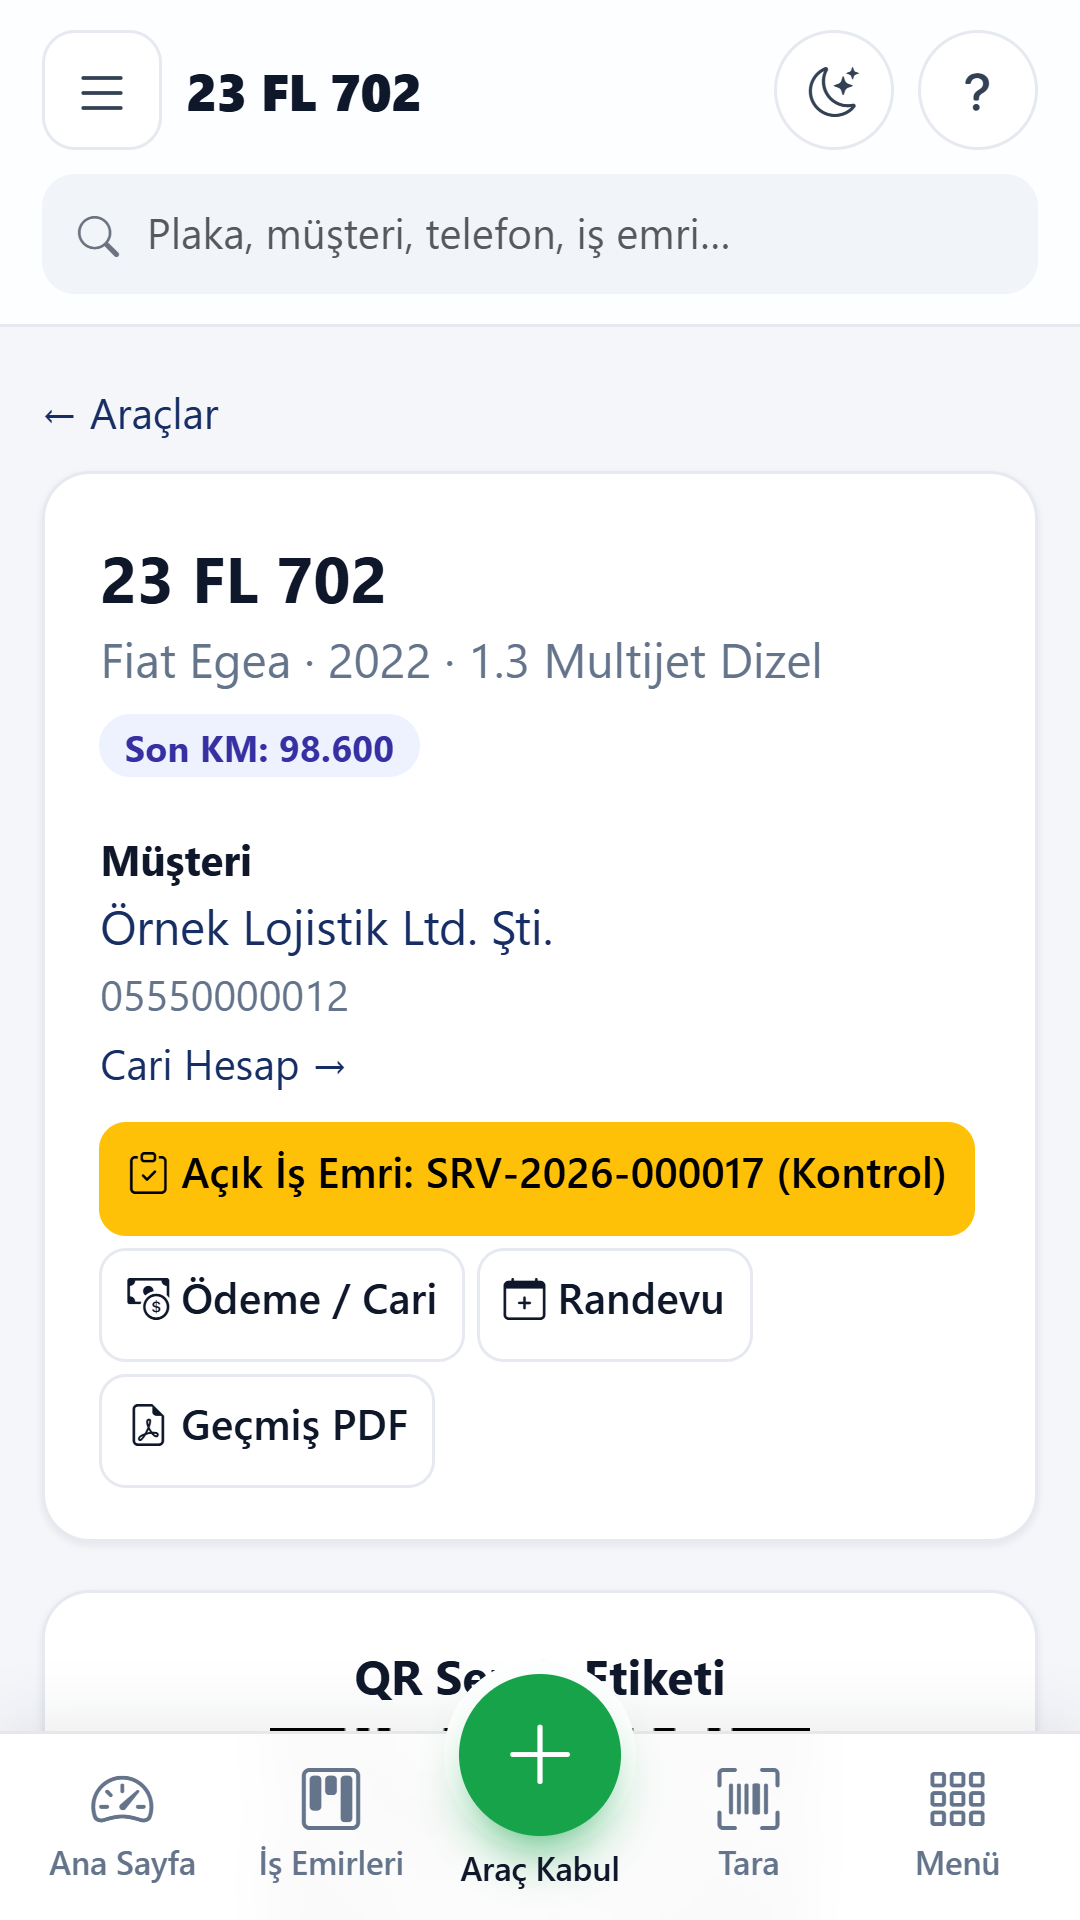 23 FL 702
?
Plaka, müşteri, telefon, iş emri...
← Araçlar
23 FL 702
Fiat Egea · 2022 · 1.3 Multijet Dizel
Son KM: 98.600
Müşteri
Örnek Lojistik Ltd. Şti.
05550000012
Cari Hesap →
Açık İş Emri: SRV-2026-000017 (Kontrol)
Ödeme / Cari
Randevu
Geçmiş PDF
QR Etiketi
Ana Sayfa
İş Emirleri
Araç Kabul
Tara
Menü